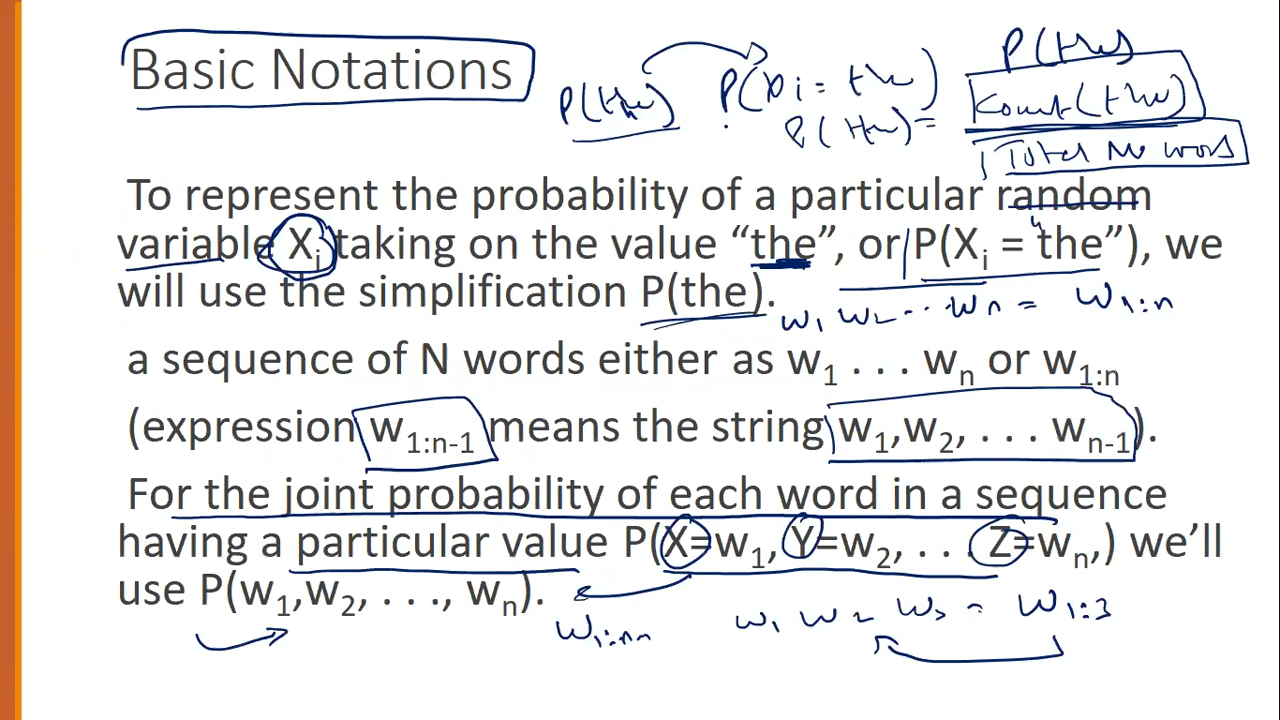 Basic Notations
P(the) P(Xi = the) P(the)
P(the) = Count(the)
Total No word
To represent the probability of a particular random
variable Xi taking on the value “the”, or P(Xi = “the”), we
will use the simplification P(the).
w1 w2 ... wn = w1:n
a sequence of N words either as w1 . . . wn or w1:n
(expression w1:n-1 means the string w1,w2, . . . wn-1).
For the joint probability of each word in a sequence
having a particular value P(X=w1, Y=w2, . . . Z=wn,) we’ll
use P(w1,w2, . . ., wn).
w1 w2 w3 = w1:3